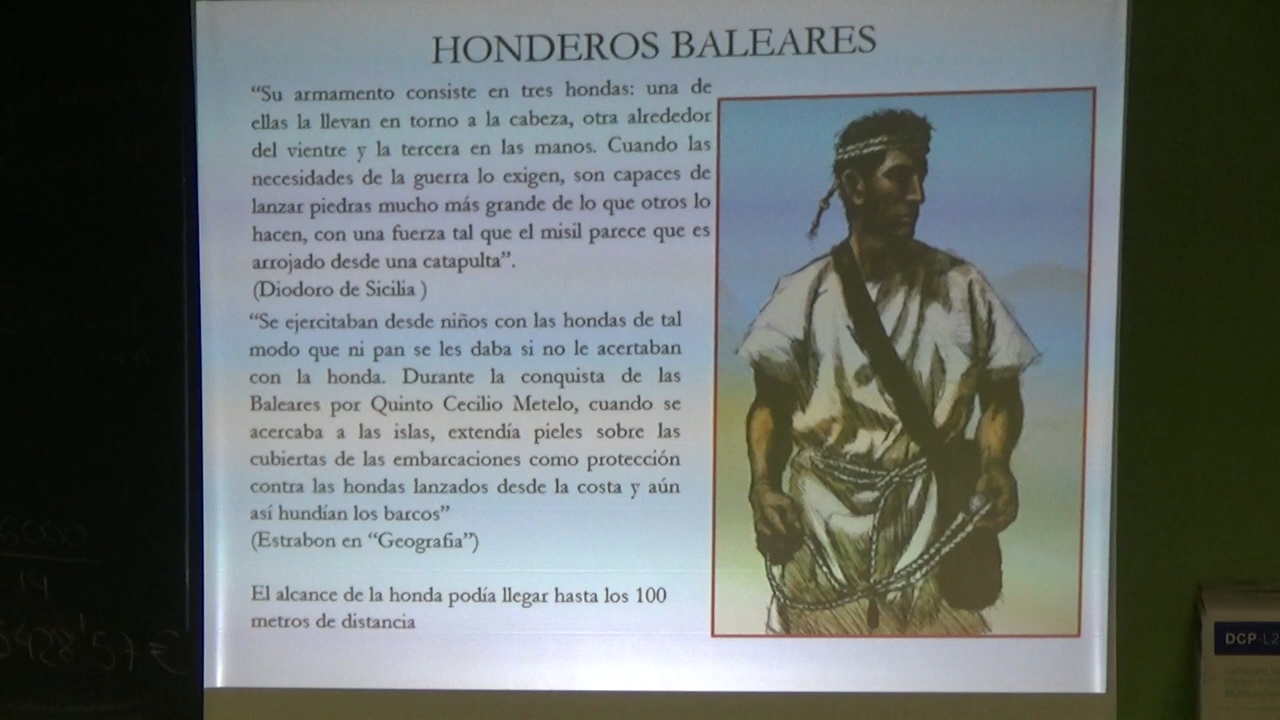 HONDEROS BALEARES
“Su armamento consiste en tres hondas: una de
ellas la llevan en torno a la cabeza, otra alrededor
del vientre y la tercera en las manos. Cuando las
necesidades de la guerra lo exigen, son capaces de
lanzar piedras mucho más grande de lo que otros lo
hacen, con una fuerza tal que el misil parece que es
arrojado desde una catapulta”.
(Diodoro de Sicilia )
“Se ejercitaban desde niños con las hondas de tal
modo que ni pan se les daba si no le acertaban
con la honda. Durante la conquista de las
Baleares por Quinto Cecilio Metelo, cuando se
acercaba a las islas, extendía pieles sobre las
cubiertas de las embarcaciones como protección
contra las hondas lanzados desde la costa y aún
así hundían los barcos”
(Estrabon en “Geografia”)
El alcance de la honda podía llegar hasta los 100
metros de distancia
6000
14
5428'57 €
DCP-L2